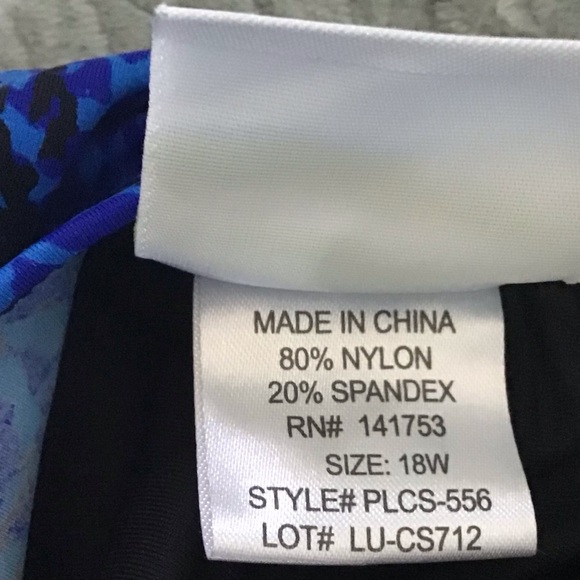 MADE IN CHINA
80% NYLON
20% SPANDEX
RN# 141753
SIZE: 18W
STYLE# PLCS-556
LOT# LU-CS712